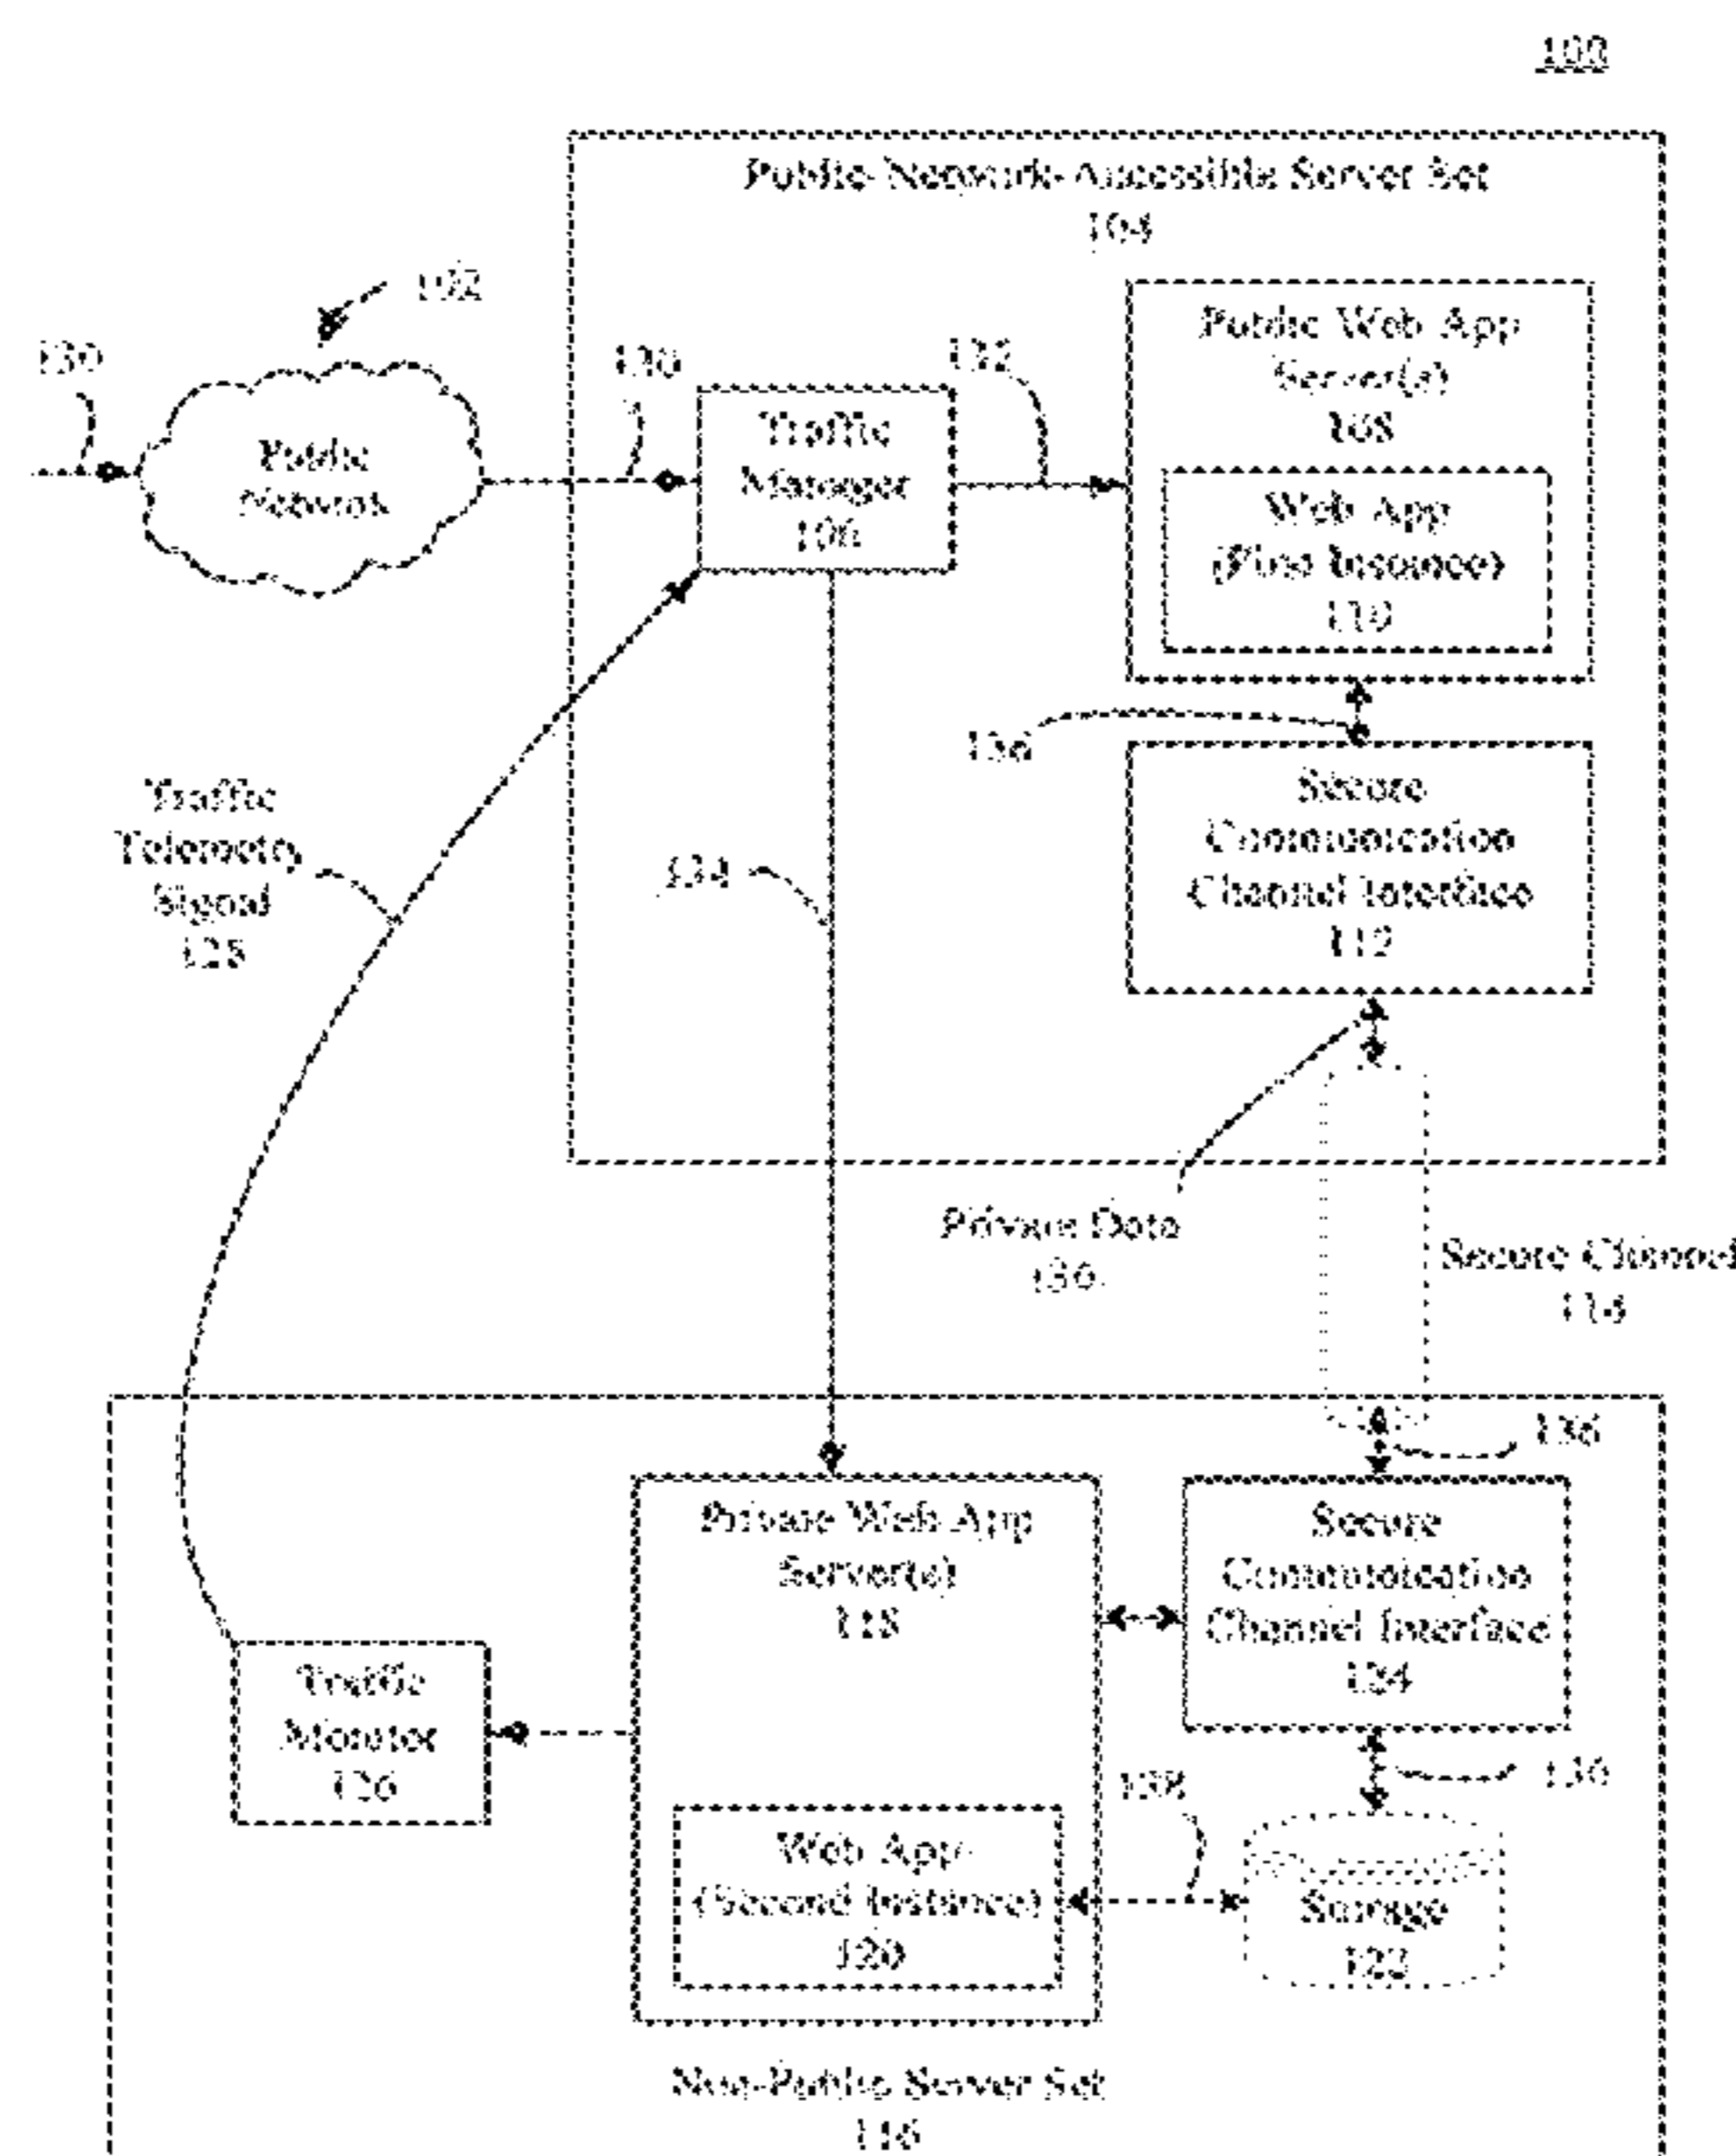 100
Public-Network-Accessible Server Set
104
102
Public Web App
Server(s)
108
130
130
132
Public
Network
Traffic
Manager
106
Web App
(First Instance)
110
136
Secure
Communication
Channel Interface
112
Traffic
Telemetry
Signal
128
134
Private Data
136
Secure Channel
114
136
Private Web App
Server(s)
118
Secure
Communication
Channel Interface
124
Traffic
Monitor
126
136
138
Web App
(Second Instance)
120
Storage
122
Non-Public Server Set
116